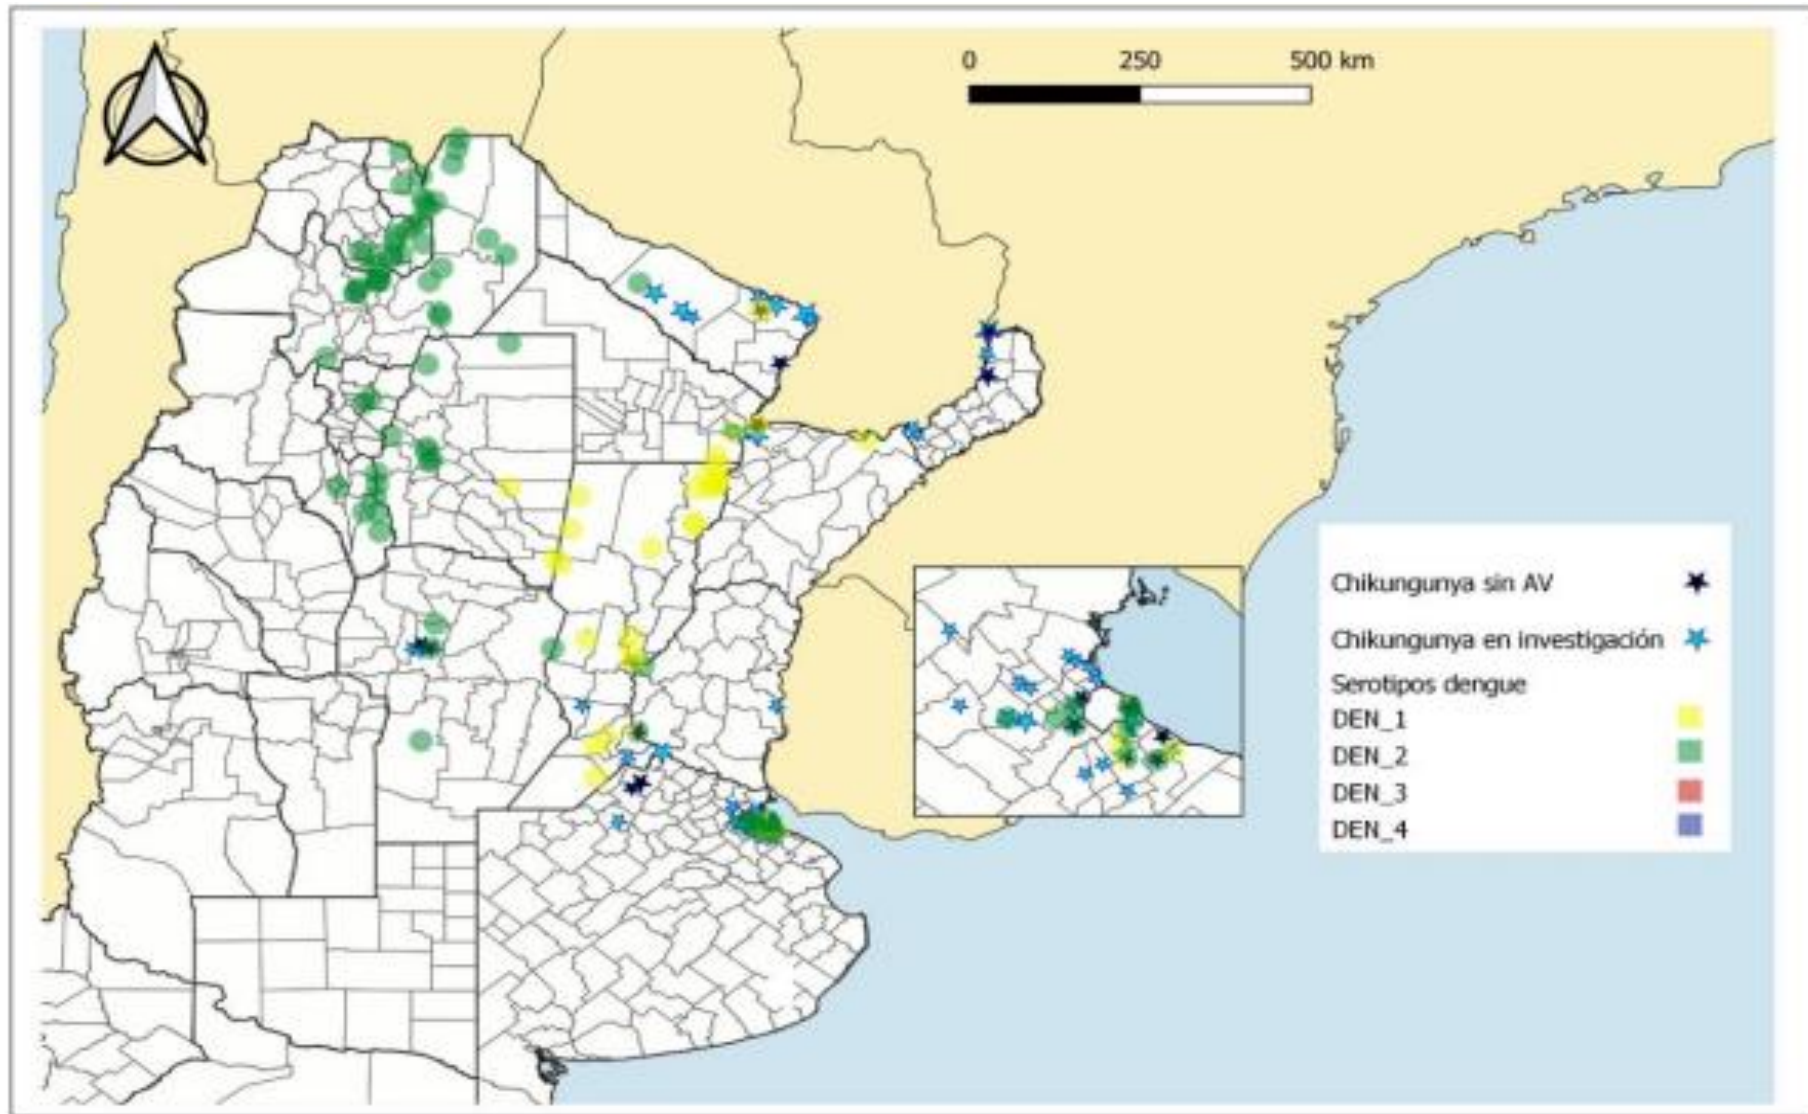 0 250 500 km
Chikungunya sin AV
Chikungunya en investigación
Serotipos dengue
DEN_1
DEN_2
DEN_3
DEN_4